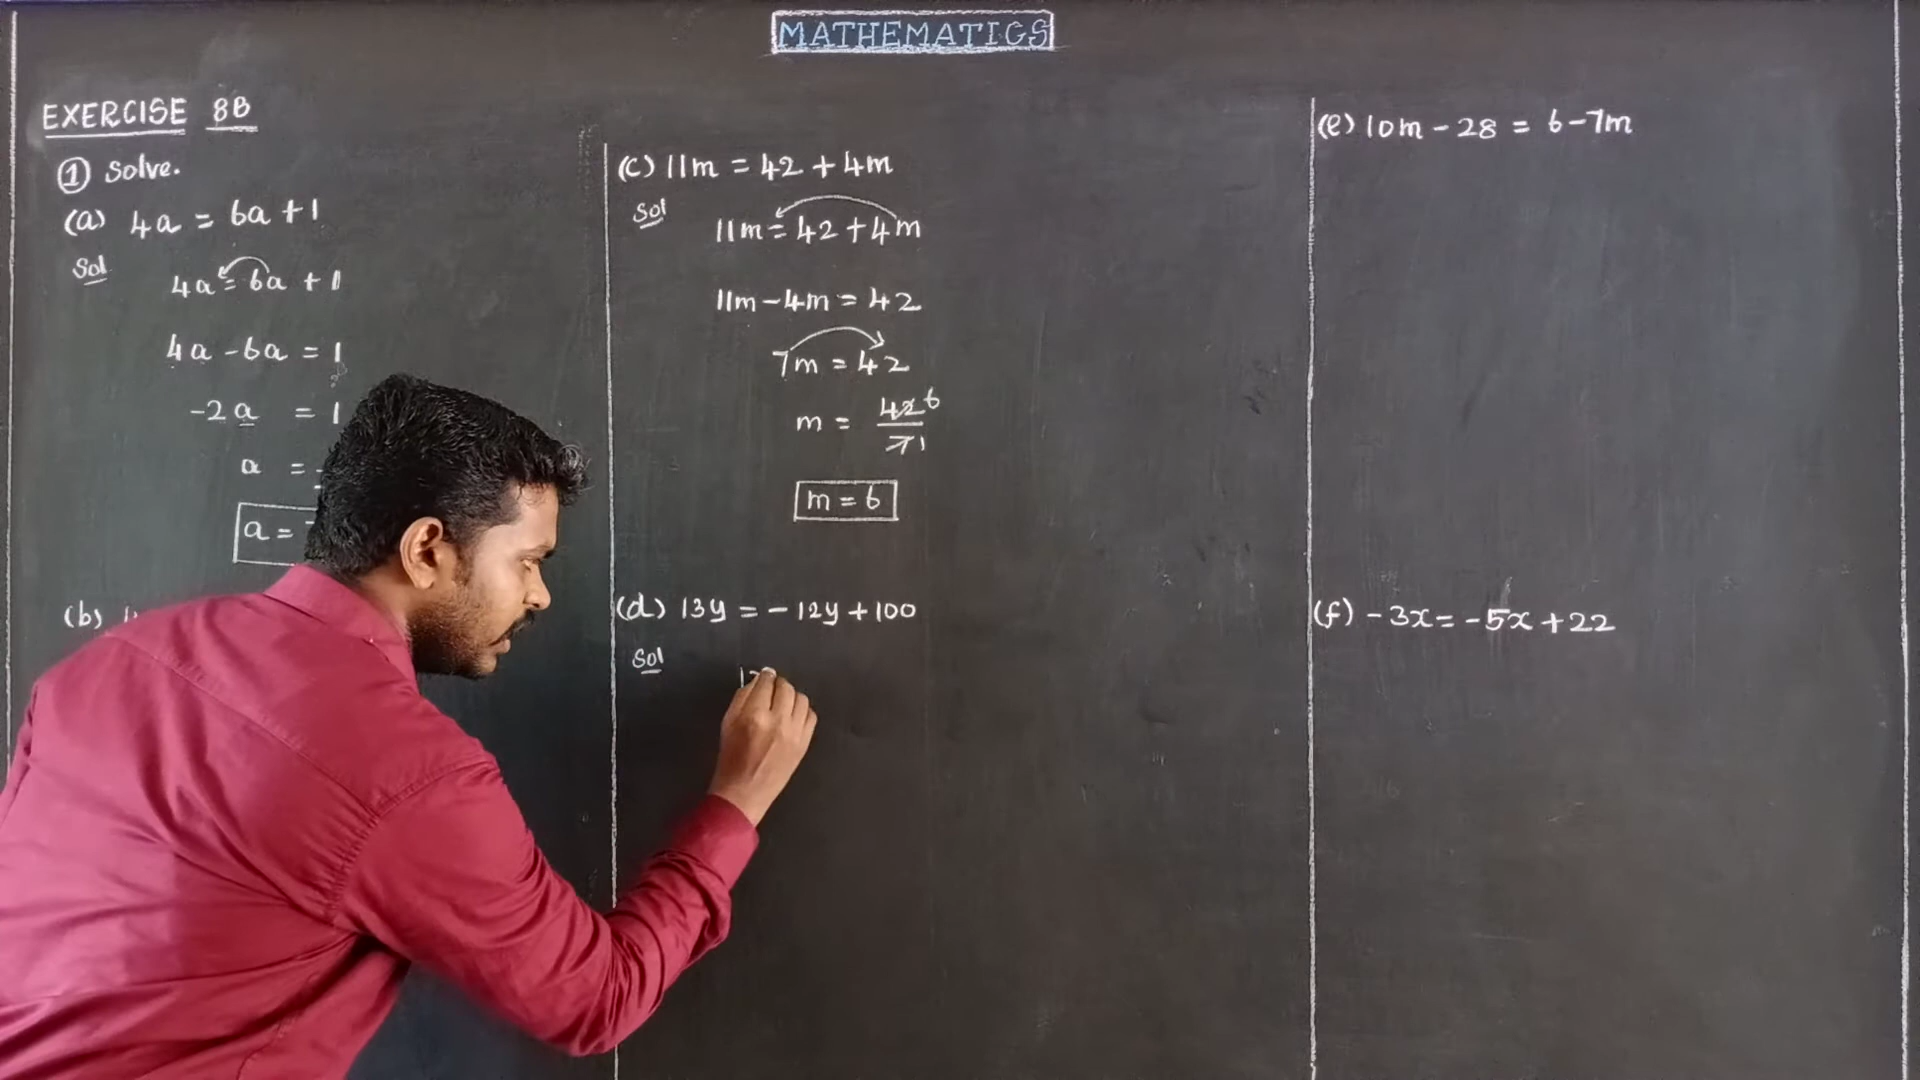 MATHEMATICS
EXERCISE 8B
① Solve.
(a) 4a = 6a + 1
Sol
4a = 6a + 1
4a - 6a = 1
-2a = 1
a =
a = -
(b)
(c) 11m = 42 + 4m
Sol
11m = 42 + 4m
11m - 4m = 42
7m = 42
m = 42 6
7 1
m = 6
(d) 13y = - 12y + 100
Sol
(e) 10m - 28 = 6 - 7m
(f) - 3x = - 5x + 22